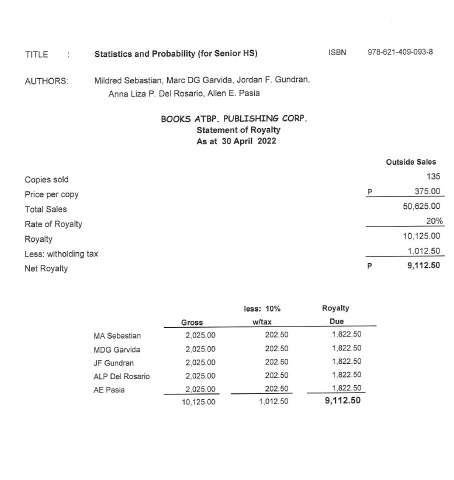 TITLE : Statistics and Probability (for Senior HS) ISBN 978-621-409-093-8
AUTHORS: Mildred Sebastian, Marc DG Garvida, Jordan F. Gundran,
Anna Liza P. Del Rosario, Allen E. Pasia
BOOKS ATBP. PUBLISHING CORP.
Statement of Royalty
As at 30 April 2022
Outside Sales
Copies sold 135
Price per copy P 375.00
Total Sales 50,625.00
Rate of Royalty 20%
Royalty 10,125.00
Less: witholding tax 1,012.50
Net Royalty P 9,112.50
less: 10% Royalty
Gross w/tax Due
MA Sebastian 2,025.00 202.50 1,822.50
MDG Garvida 2,025.00 202.50 1,822.50
JF Gundran 2,025.00 202.50 1,822.50
ALP Del Rosario 2,025.00 202.50 1,822.50
AE Pasia 2,025.00 202.50 1,822.50
10,125.00 1,012.50 9,112.50